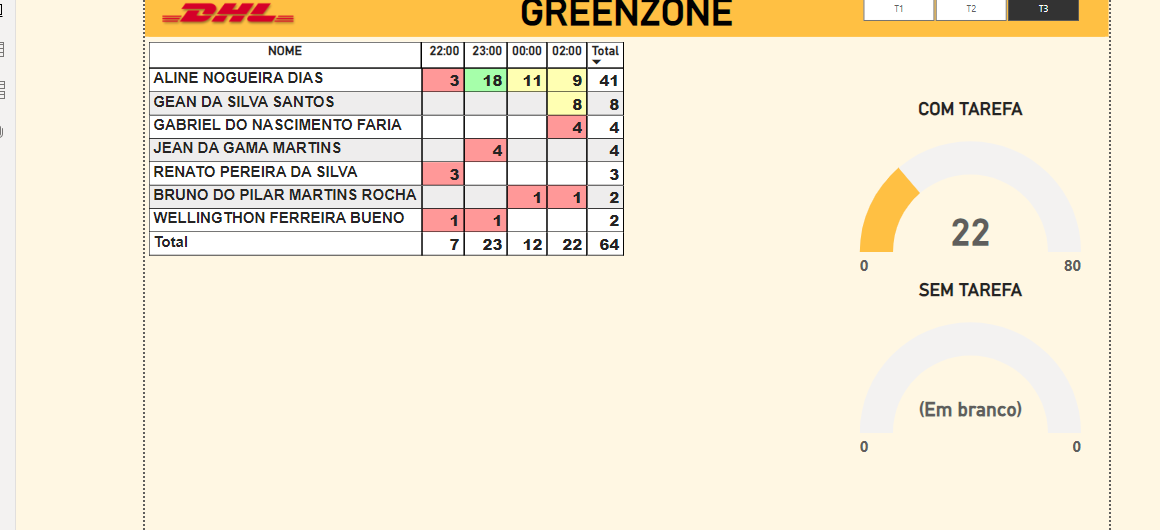 DHL
GREENZONE
T1 T2 T3
NOME 22:00 23:00 00:00 02:00 Total
ALINE NOGUEIRA DIAS 3 18 11 9 41
GEAN DA SILVA SANTOS 8 8
GABRIEL DO NASCIMENTO FARIA 4 4
JEAN DA GAMA MARTINS 4 4
RENATO PEREIRA DA SILVA 3 3
BRUNO DO PILAR MARTINS ROCHA 1 1 2
WELLINGTHON FERREIRA BUENO 1 1 2
Total 7 23 12 22 64
COM TAREFA
22
0 80
SEM TAREFA
(Em branco)
0 0